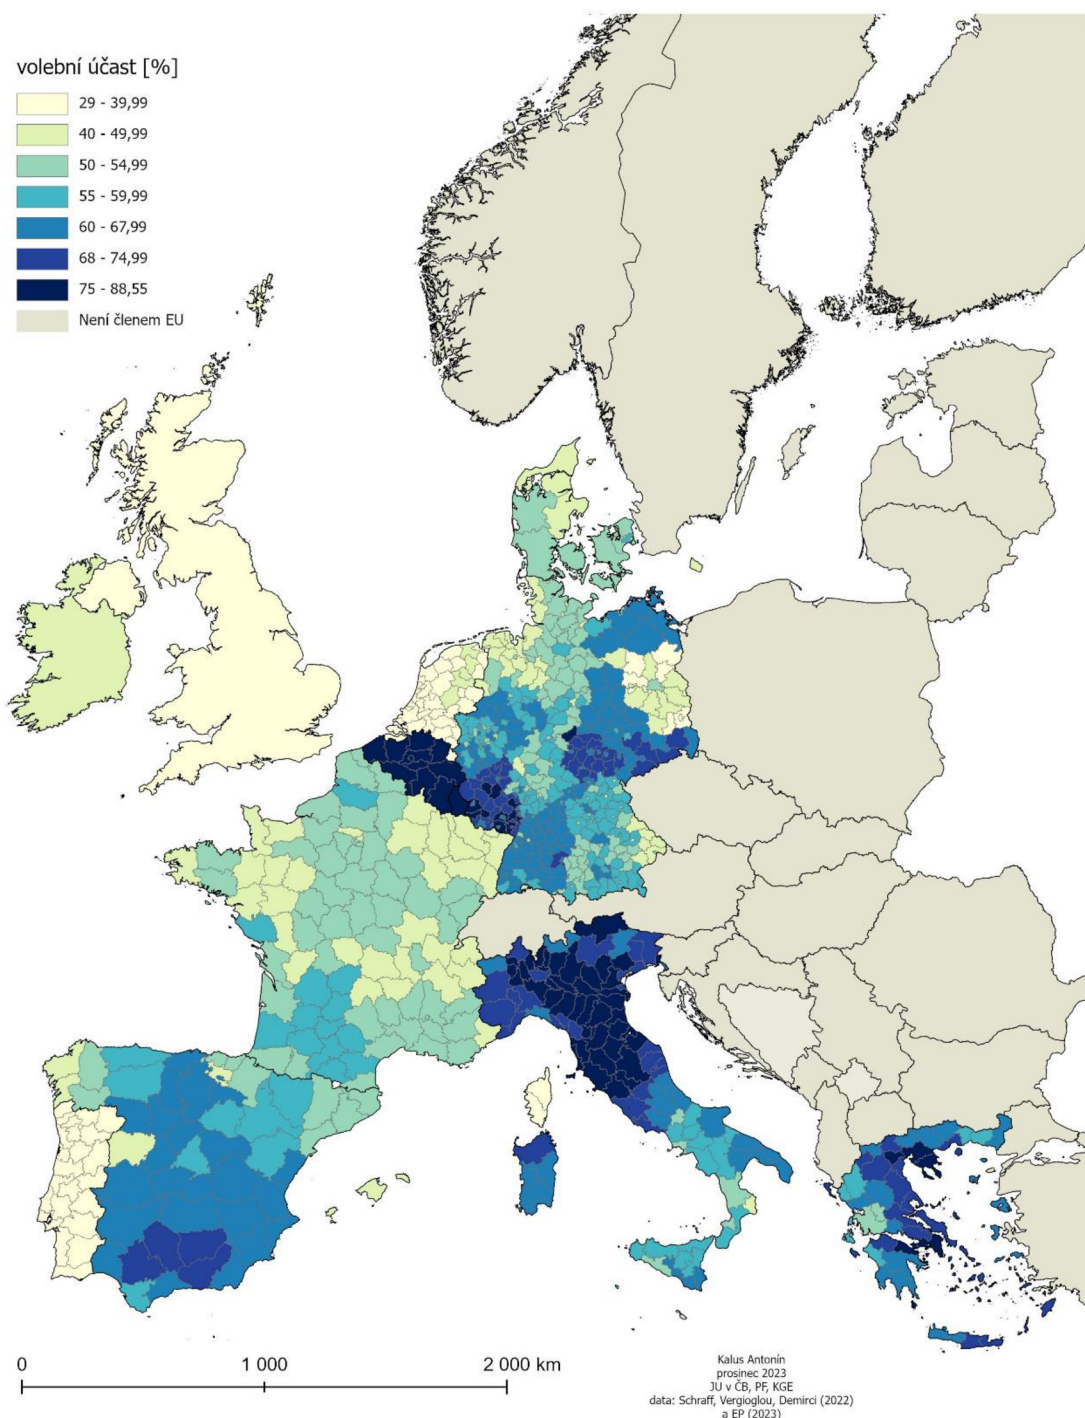 volební účast [%]
29 - 39,99
40 - 49,99
50 - 54,99
55 - 59,99
60 - 67,99
68 - 74,99
75 - 88,55
Není členem EU
0 1 000 2 000 km
Kalus Antonín
prosinec 2023
JU v ČB, PF, KGE
data: Schraff, Vergioglou, Demirci (2022)
a EP (2023)